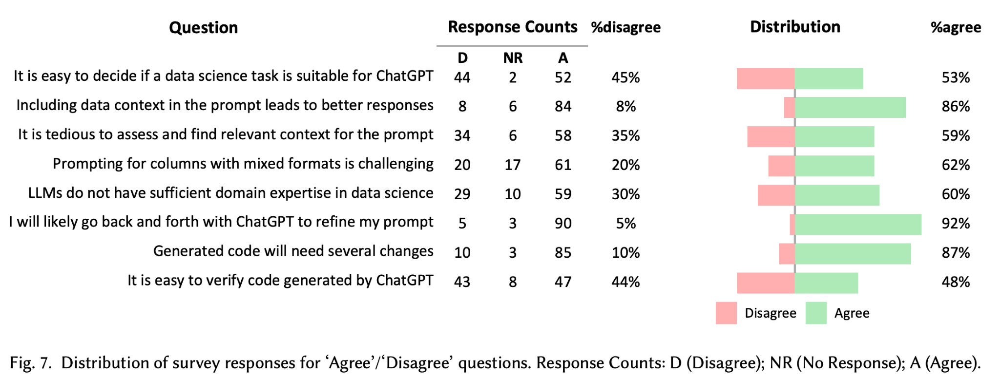 Question Response Counts %disagree Distribution %agree
D NR A
It is easy to decide if a data science task is suitable for ChatGPT 44 2 52 45% 53%
Including data context in the prompt leads to better responses 8 6 84 8% 86%
It is tedious to assess and find relevant context for the prompt 34 6 58 35% 59%
Prompting for columns with mixed formats is challenging 20 17 61 20% 62%
LLMs do not have sufficient domain expertise in data science 29 10 59 30% 60%
I will likely go back and forth with ChatGPT to refine my prompt 5 3 90 5% 92%
Generated code will need several changes 10 3 85 10% 87%
It is easy to verify code generated by ChatGPT 43 8 47 44% 48%
Disagree Agree
Fig. 7. Distribution of survey responses for ‘Agree’/‘Disagree’ questions. Response Counts: D (Disagree); NR (No Response); A (Agree).